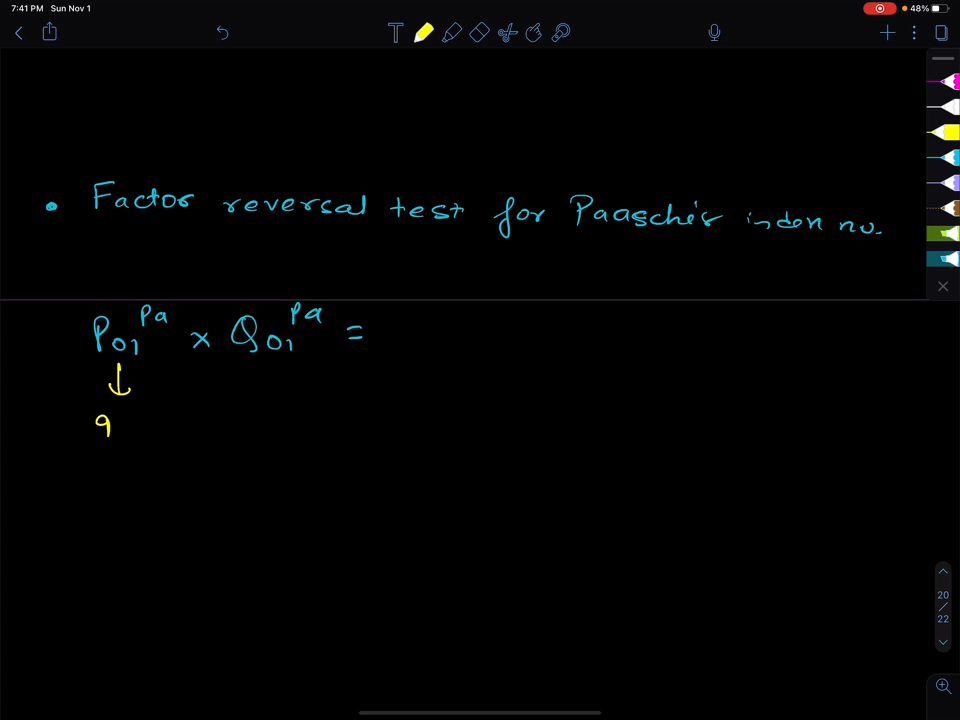 7:41 PM Sun Nov 1
48%
T
• Factor reversal test for Paasche's index no.
P01^Pa × Q01^Pa =
↓
q
20
/
22